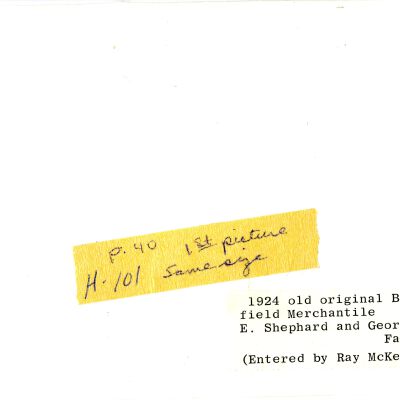 p. 40 1st picture
H-101 Same size
1924 old original B
field Merchantile
E. Shephard and Geor
Fa
(Entered by Ray McKe